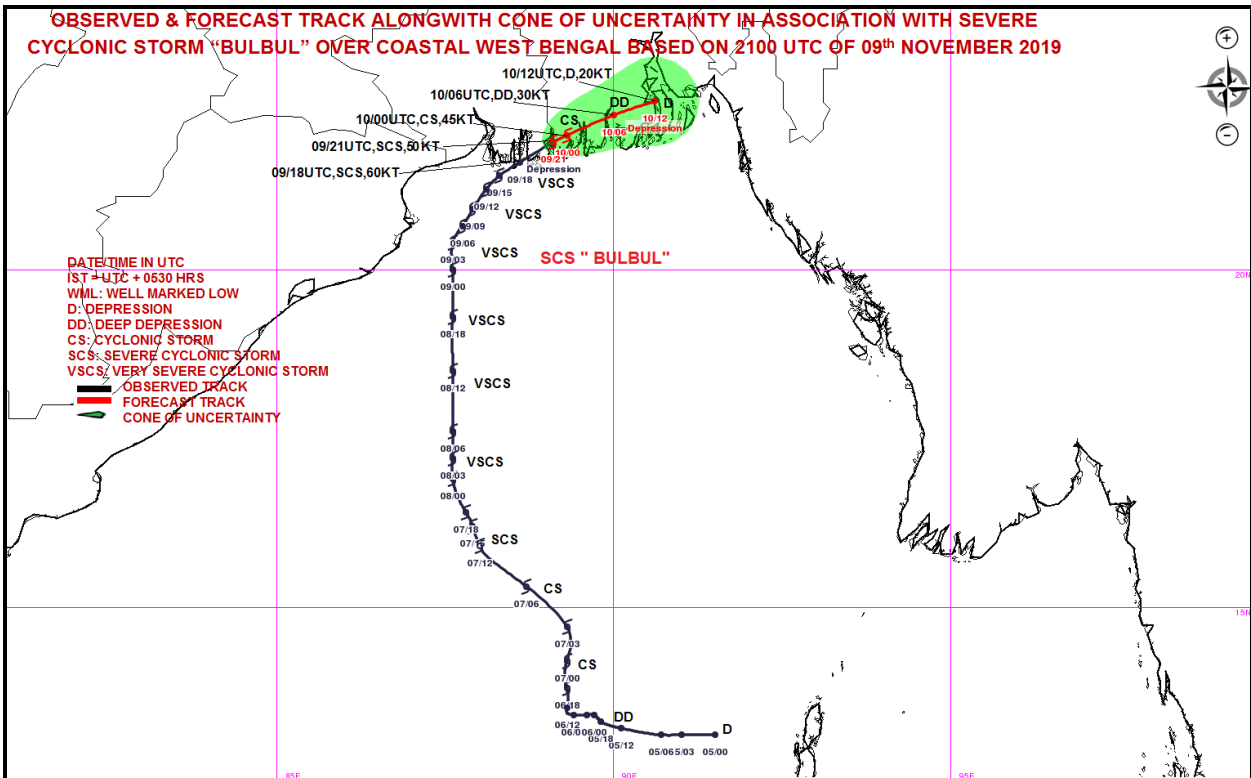 OBSERVED & FORECAST TRACK ALONGWITH CONE OF UNCERTAINTY IN ASSOCIATION WITH SEVERE
CYCLONIC STORM “BULBUL” OVER COASTAL WEST BENGAL BASED ON 2100 UTC OF 09th NOVEMBER 2019
10/12UTC,D,20KT
10/06UTC,DD,30KT
10/00UTC,CS,45KT
09/21UTC,SCS,50KT
09/18UTC,SCS,60KT
DD
D
CS
10/12
Depression
10/06
10/00
09/21
Depression
09/18
VSCS
09/15
09/12
VSCS
09/09
09/06
VSCS
09/03
09/00
SCS " BULBUL"
20N
DATE/TIME IN UTC
IST = UTC + 0530 HRS
WML: WELL MARKED LOW
D: DEPRESSION
DD: DEEP DEPRESSION
CS: CYCLONIC STORM
SCS: SEVERE CYCLONIC STORM
VSCS: VERY SEVERE CYCLONIC STORM
OBSERVED TRACK
FORECAST TRACK
CONE OF UNCERTAINTY
VSCS
08/18
VSCS
08/12
08/06
VSCS
08/03
08/00
07/18
SCS
07/12
CS
07/06
15N
07/03
CS
07/00
06/18
06/12
06/00
DD
05/18
05/12
D
05/06
05/03
05/00
85E
90E
95E